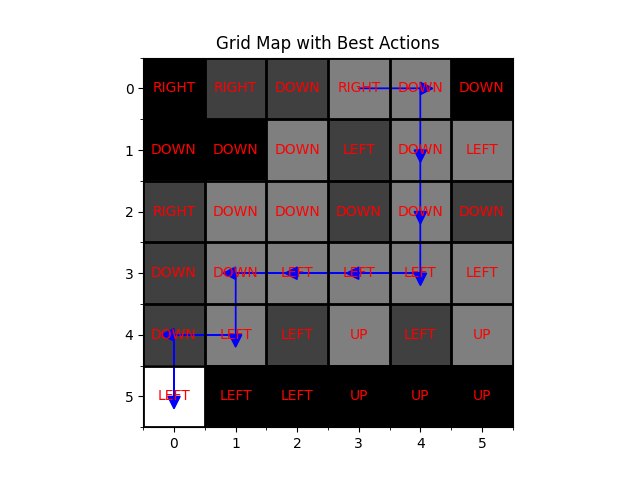 Grid Map with Best Actions
0 RIGHT RIGHT DOWN RIGHT DOWN DOWN
1 DOWN DOWN DOWN LEFT DOWN LEFT
2 RIGHT DOWN DOWN DOWN DOWN DOWN
3 DOWN DOWN LEFT LEFT LEFT LEFT
4 DOWN LEFT LEFT UP LEFT UP
5 LEFT LEFT LEFT UP UP UP
0 1 2 3 4 5